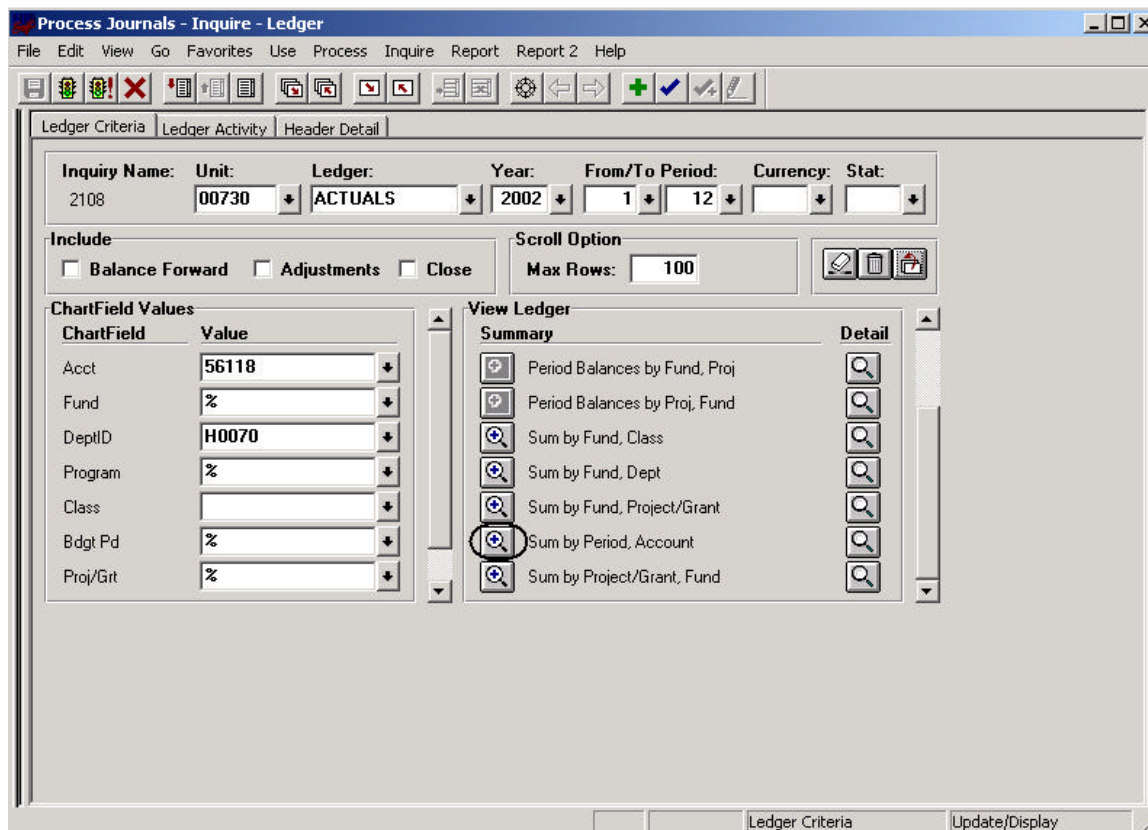 Process Journals - Inquire - Ledger
File Edit View Go Favorites Use Process Inquire Report Report 2 Help
Ledger Criteria Ledger Activity Header Detail
Inquiry Name: Unit: Ledger: Year: From/To Period: Currency: Stat:
2108 00730 ACTUALS 2002 1 12
Include Scroll Option
Balance Forward Adjustments Close Max Rows: 100
ChartField Values View Ledger
ChartField Value Summary Detail
Acct 56118 Period Balances by Fund, Proj
Fund % Period Balances by Proj, Fund
DeptID H0070 Sum by Fund, Class
Program % Sum by Fund, Dept
Class Sum by Fund, Project/Grant
Bdgt Pd % Sum by Period, Account
Proj/Grt % Sum by Project/Grant, Fund
Ledger Criteria Update/Display